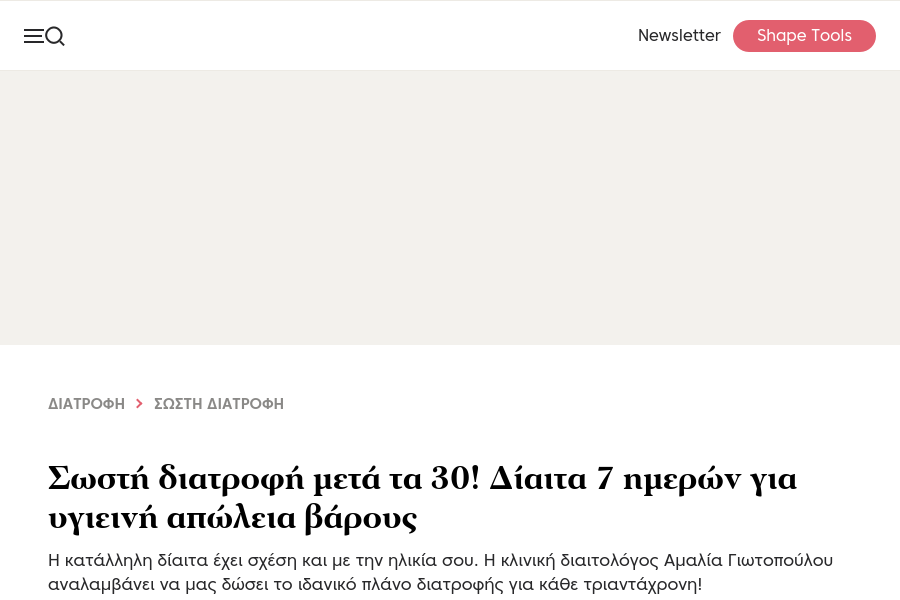 Newsletter
Shape Tools
ΔΙΑΤΡΟΦΗ
ΣΩΣΤΗ ΔΙΑΤΡΟΦΗ
Σωστή διατροφή μετά τα 30! Δίαιτα 7 ημερών για
υγιεινή απώλεια βάρους
Η κατάλληλη δίαιτα έχει σχέση και με την ηλικία σου. Η κλινική διαιτολόγος Αμαλία Γιωτοπούλου
αναλαμβάνει να μας δώσει το ιδανικό πλάνο διατροφής για κάθε τριαντάχρονη!